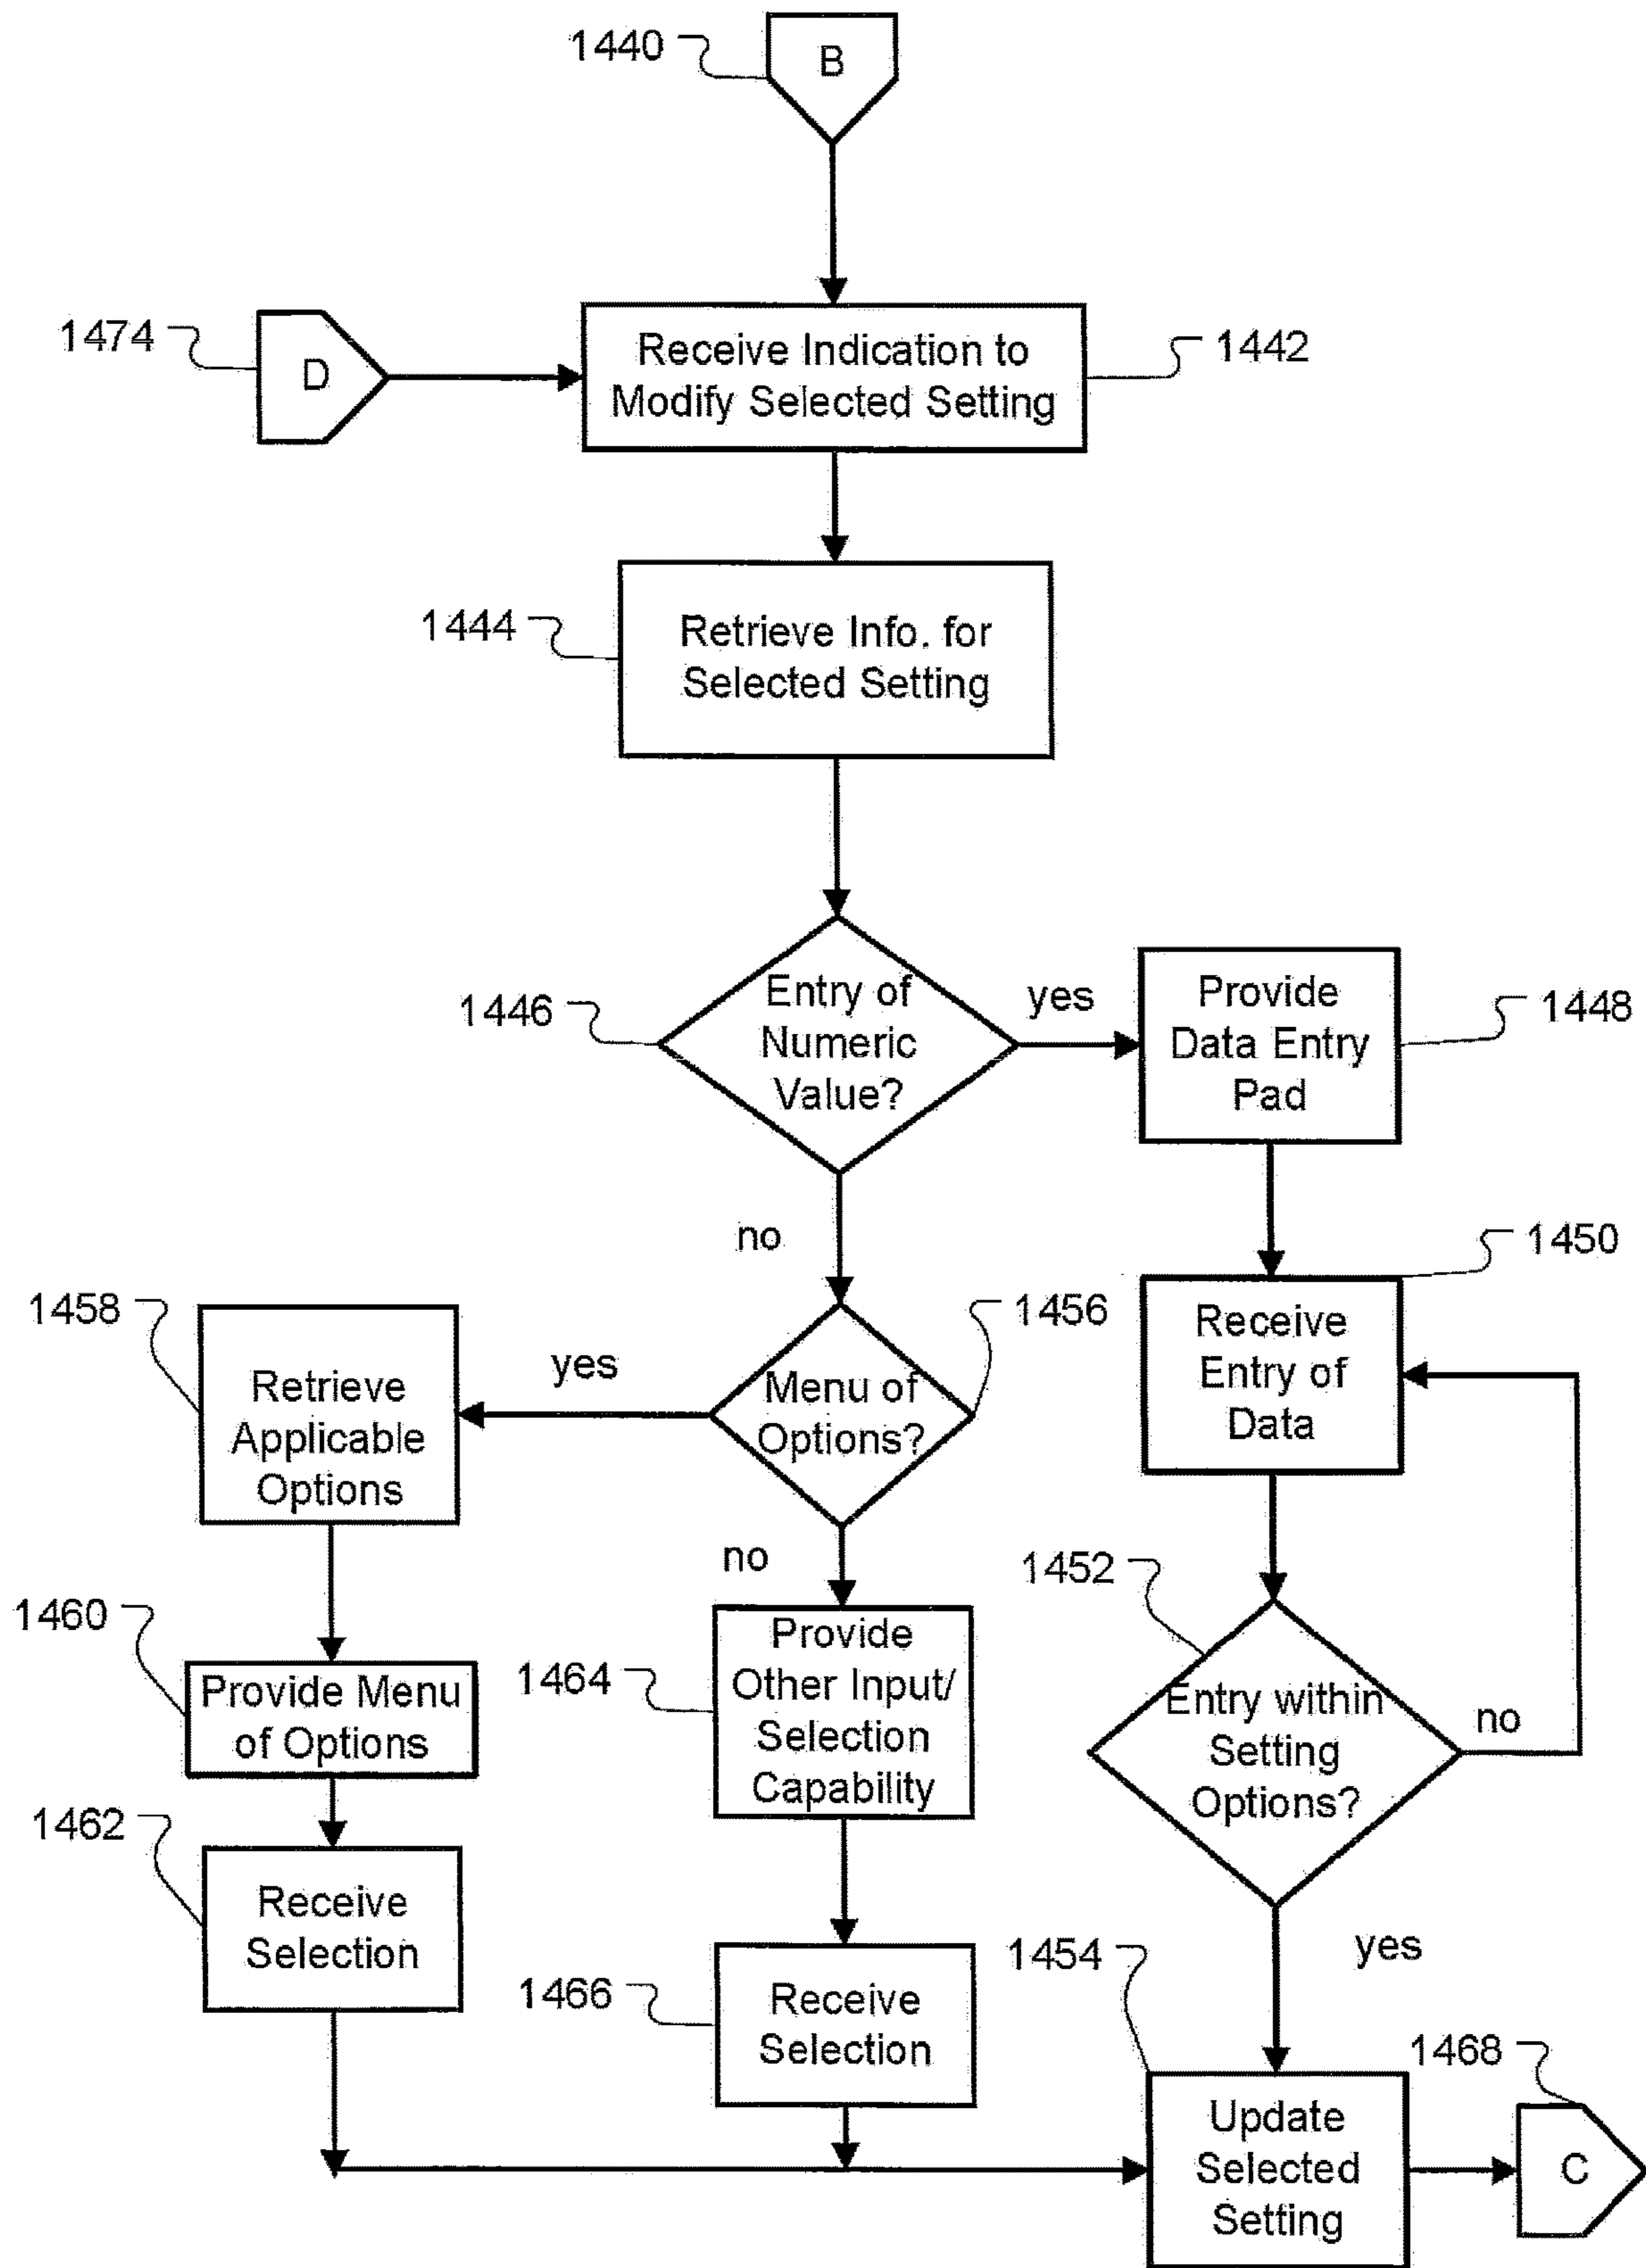 1440
B
1474
D
Receive Indication to
Modify Selected Setting
1442
1444
Retrieve Info. for
Selected Setting
1446
Entry of
Numeric
Value?
yes
Provide
Data Entry
Pad
1448
no
1450
Receive
Entry of
Data
1458
Retrieve
Applicable
Options
yes
Menu of
Options?
1456
no
1452
Entry within
Setting
Options?
no
1460
Provide Menu
of Options
1464
Provide
Other Input/
Selection
Capability
1462
Receive
Selection
1466
Receive
Selection
yes
1454
Update
Selected
Setting
1468
C